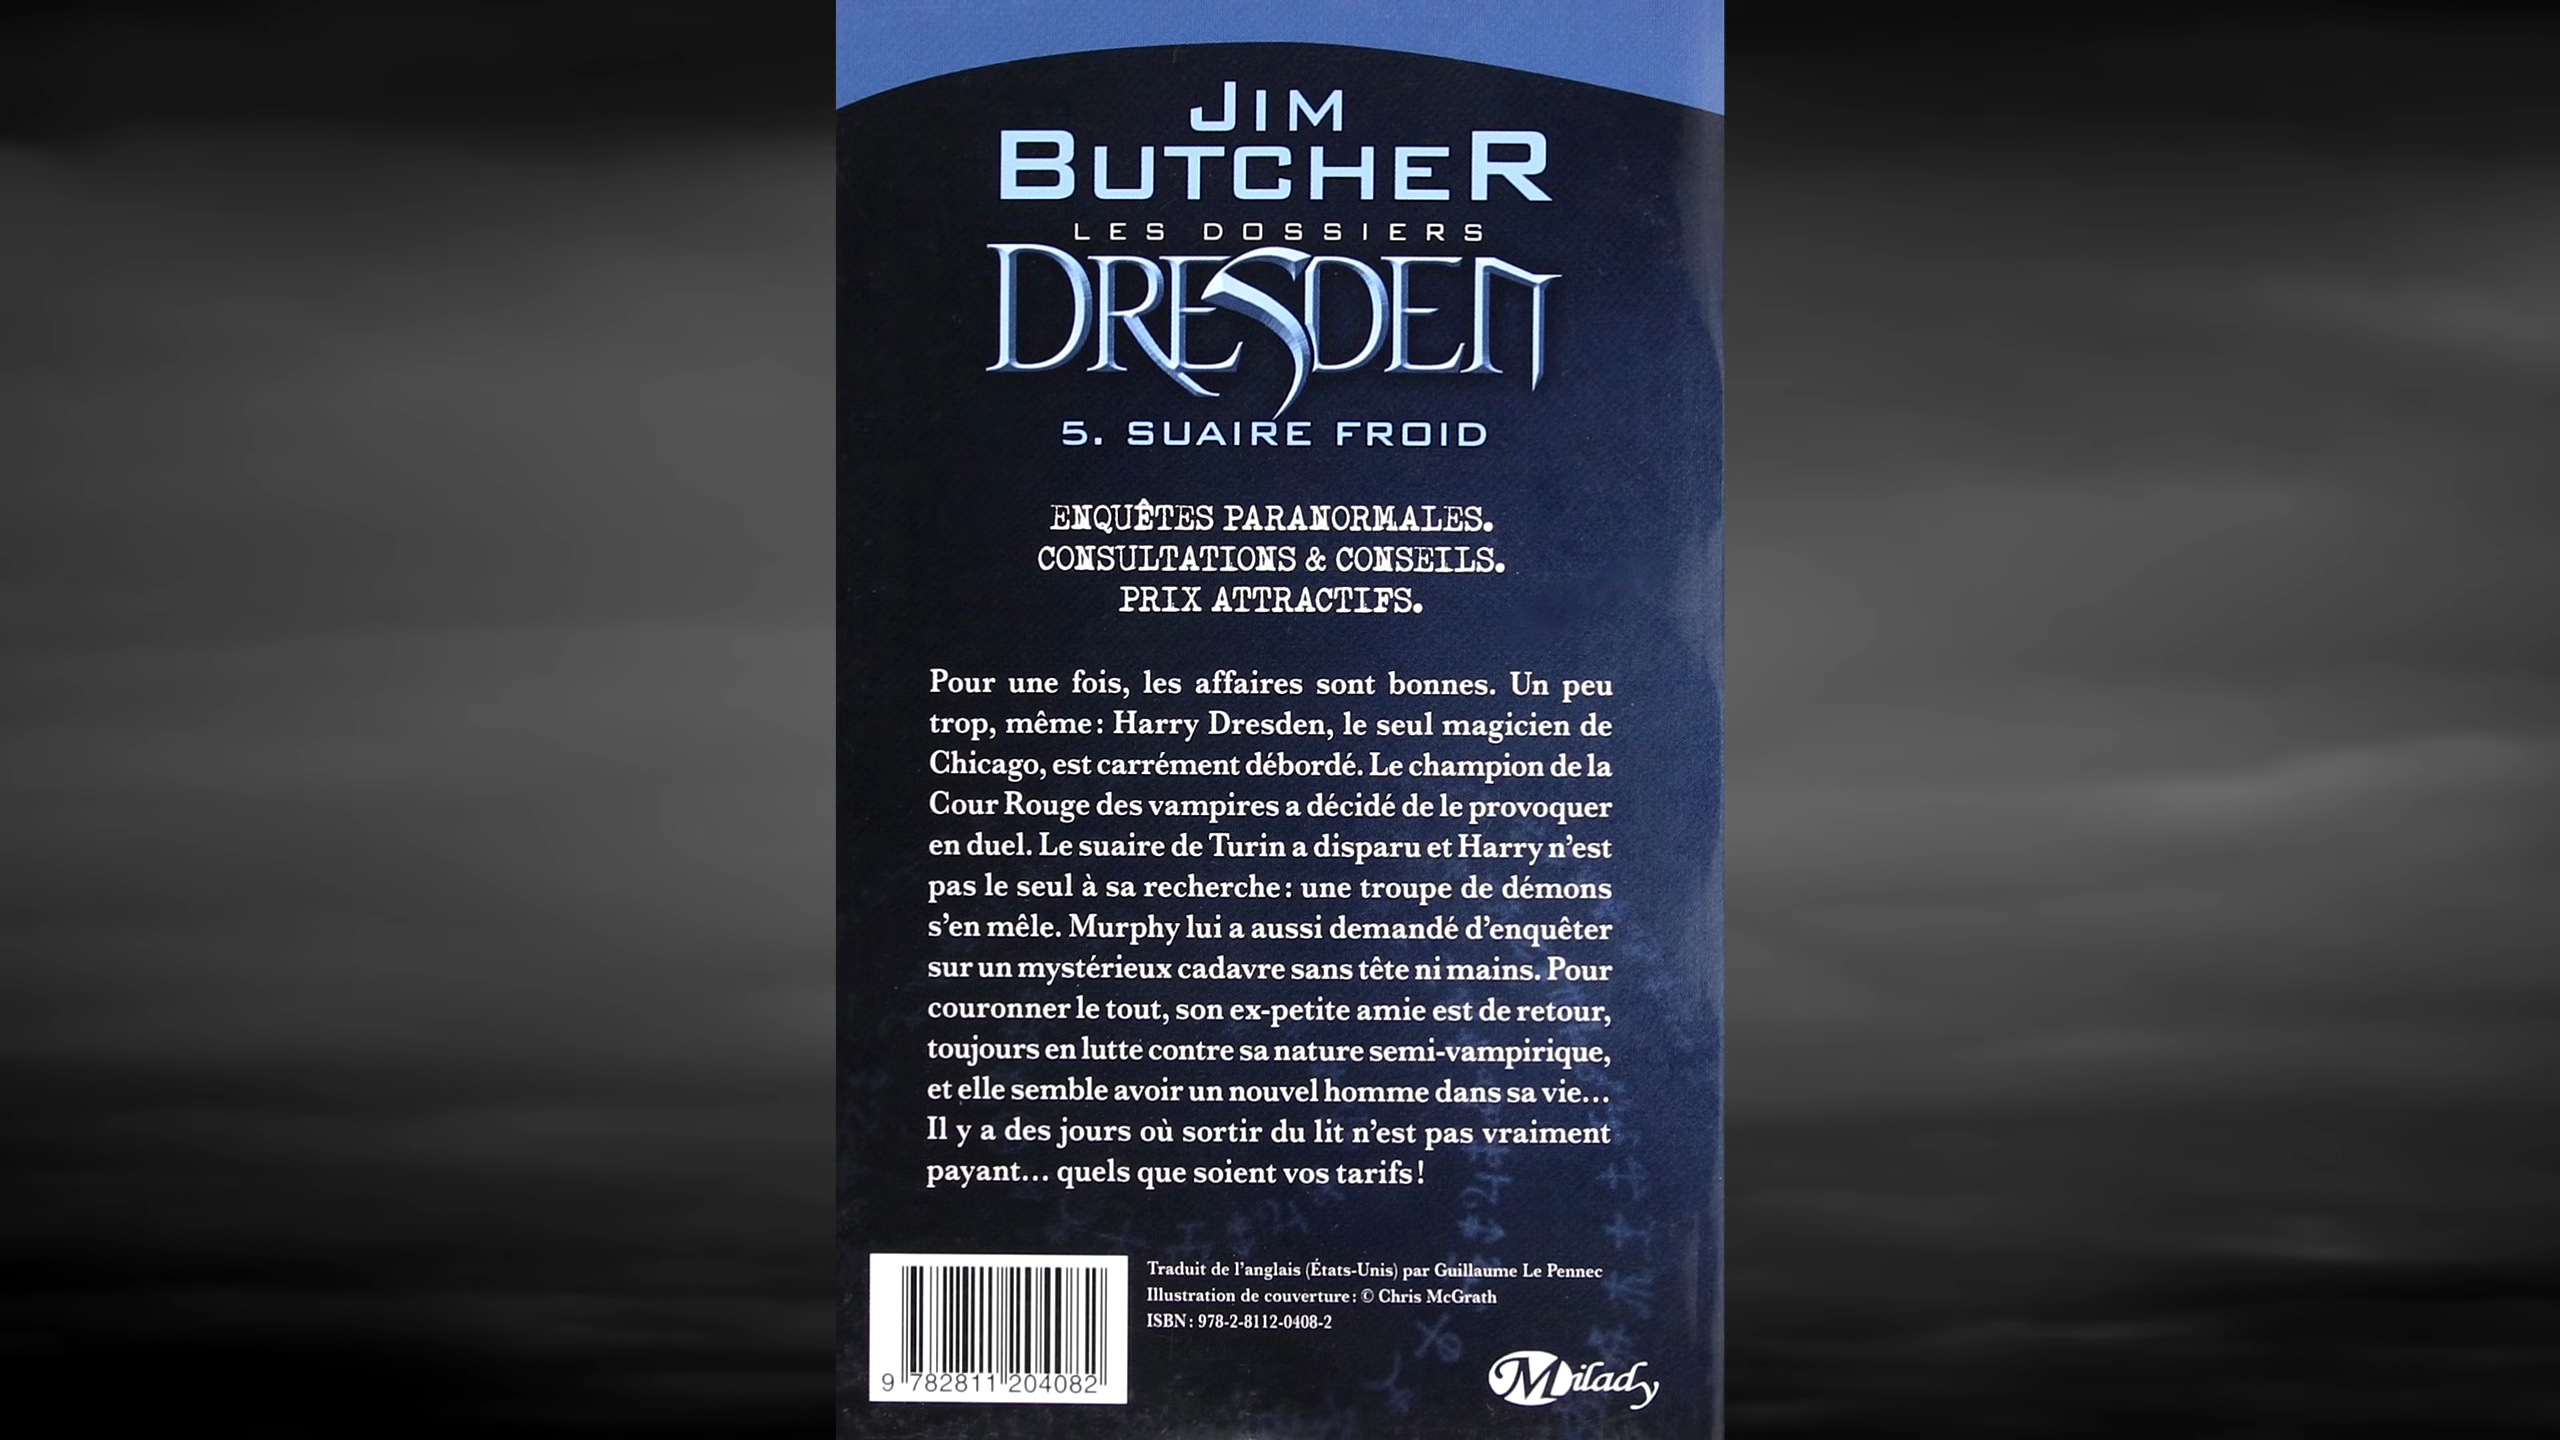 JIM
BUTCHER
LES DOSSIERS
DRESDEN
5. SUAIRE FROID
ENQUÊTES PARANORMALES.
CONSULTATIONS & CONSEILS.
PRIX ATTRACTIFS.
Pour une fois, les affaires sont bonnes. Un peu
trop, même : Harry Dresden, le seul magicien de
Chicago, est carrément débordé. Le champion de la
Cour Rouge des vampires a décidé de le provoquer
en duel. Le suaire de Turin a disparu et Harry n’est
pas le seul à sa recherche : une troupe de démons
s’en mêle. Murphy lui a aussi demandé d’enquêter
sur un mystérieux cadavre sans tête ni mains. Pour
couronner le tout, son ex-petite amie est de retour,
toujours en lutte contre sa nature semi-vampirique,
et elle semble avoir un nouvel homme dans sa vie…
Il y a des jours où sortir du lit n’est pas vraiment
payant… quels que soient vos tarifs !
Traduit de l’anglais (États-Unis) par Guillaume Le Pennec
Illustration de couverture : © Chris McGrath
ISBN : 978-2-8112-0408-2
9 782811 204082
Milady